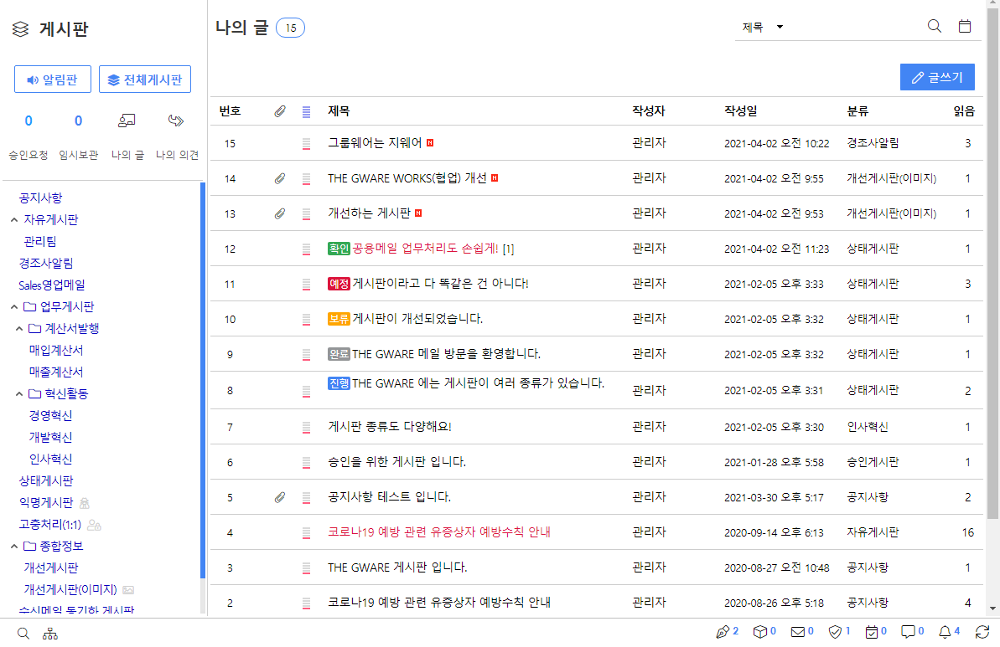 게시판
알림판 전체게시판
0 0
승인요청 임시보관 나의 글 나의 의견
공지사항
자유게시판
관리팀
경조사알림
Sales영업메일
업무게시판
계산서발행
매입계산서
매출계산서
혁신활동
경영혁신
개발혁신
인사혁신
상태게시판
익명게시판
고충처리(1:1)
종합정보
개선게시판
개선게시판(이미지)
수신메일 동기화 게시판
나의 글 15
제목
글쓰기
번호 제목 작성자 작성일 분류 읽음
15 그룹웨어는 지웨어 N 관리자 2021-04-02 오전 10:22 경조사알림 3
14 THE GWARE WORKS(협업) 개선 N 관리자 2021-04-02 오전 9:55 개선게시판(이미지) 1
13 개선하는 게시판 N 관리자 2021-04-02 오전 9:53 개선게시판(이미지) 1
12 확인 공용메일 업무처리도 손쉽게! [1] 관리자 2021-04-02 오전 11:23 상태게시판 1
11 예정 게시판이라고 다 똑같은 건 아니다! 관리자 2021-02-05 오후 3:33 상태게시판 3
10 보류 게시판이 개선되었습니다. 관리자 2021-02-05 오후 3:32 상태게시판 1
9 완료 THE GWARE 메일 방문을 환영합니다. 관리자 2021-02-05 오후 3:32 상태게시판 1
8 진행 THE GWARE 에는 게시판이 여러 종류가 있습니다. 관리자 2021-02-05 오후 3:31 상태게시판 2
7 게시판 종류도 다양해요! 관리자 2021-02-05 오후 3:30 인사혁신 1
6 승인을 위한 게시판 입니다. 관리자 2021-01-28 오후 5:58 승인게시판 1
5 공지사항 테스트 입니다. 관리자 2021-03-30 오후 5:17 공지사항 2
4 코로나19 예방 관련 유증상자 예방수칙 안내 관리자 2020-09-14 오후 6:13 자유게시판 16
3 THE GWARE 게시판 입니다. 관리자 2020-08-27 오전 10:48 공지사항 1
2 코로나19 예방 관련 유증상자 예방수칙 안내 관리자 2020-08-26 오후 5:18 공지사항 4
2 0 0 1 0 0 4